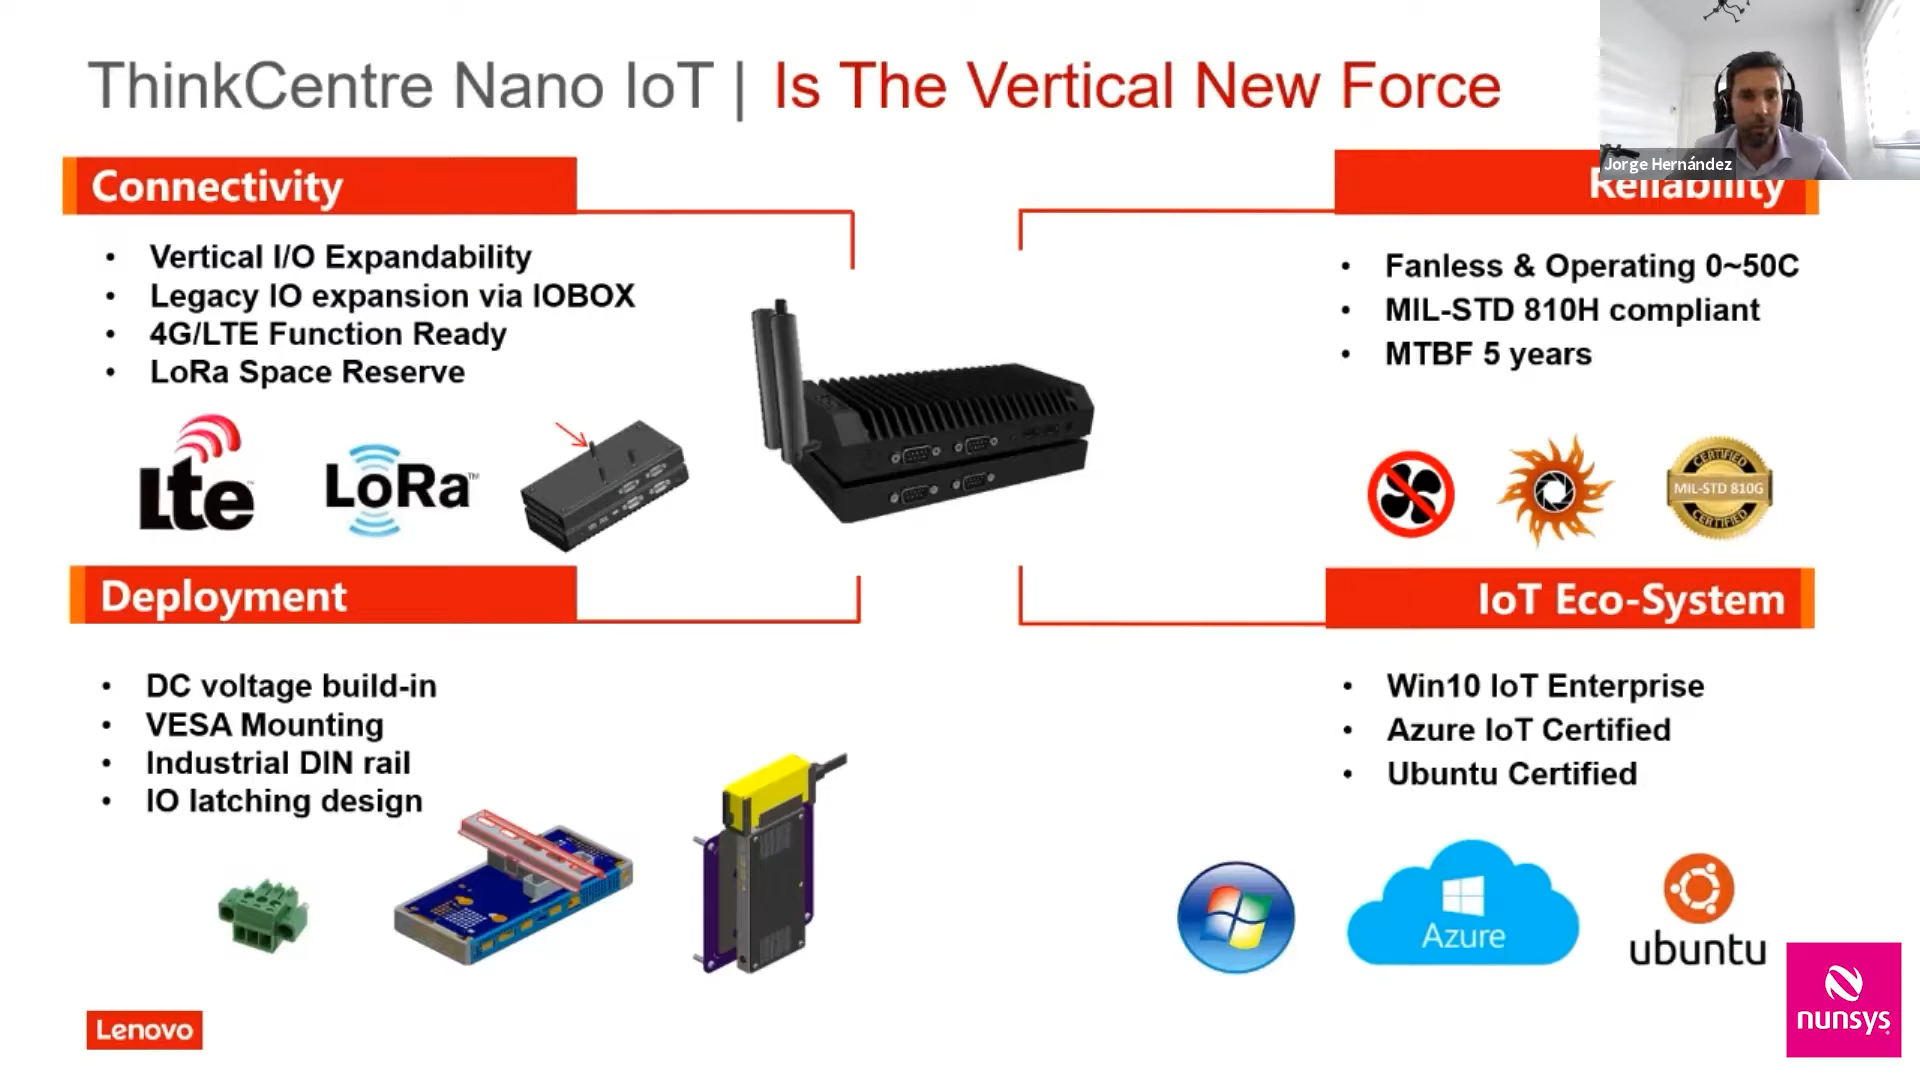 ThinkCentre Nano IoT | Is The Vertical New Force
Jorge Hernández
Connectivity
Reliability
• Vertical I/O Expandability
• Legacy IO expansion via IOBOX
• 4G/LTE Function Ready
• LoRa Space Reserve
• Fanless & Operating 0~50C
• MIL-STD 810H compliant
• MTBF 5 years
Lte
LoRa™
CERTIFIED
MIL-STD 810G
CERTIFIED
Deployment
IoT Eco-System
• DC voltage build-in
• VESA Mounting
• Industrial DIN rail
• IO latching design
• Win10 IoT Enterprise
• Azure IoT Certified
• Ubuntu Certified
Azure
ubuntu
Lenovo
nunsys